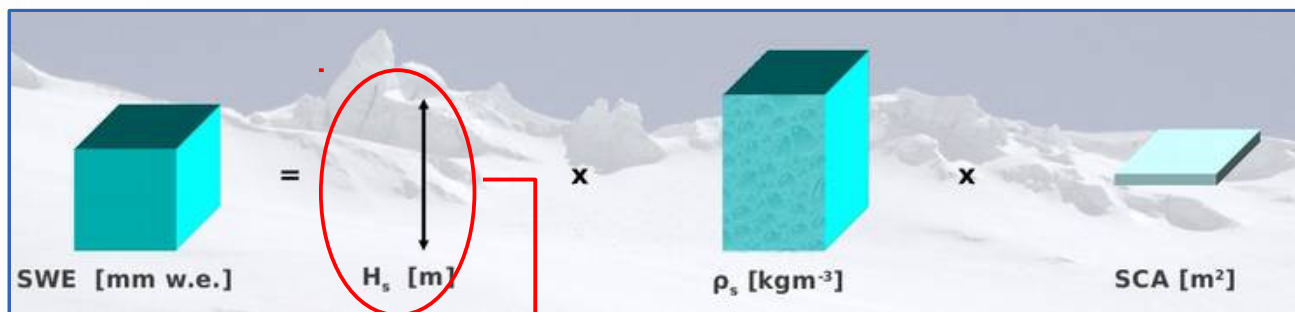 = x x
SWE [mm w.e.] Hₛ [m] ρₛ [kgm⁻³] SCA [m²]